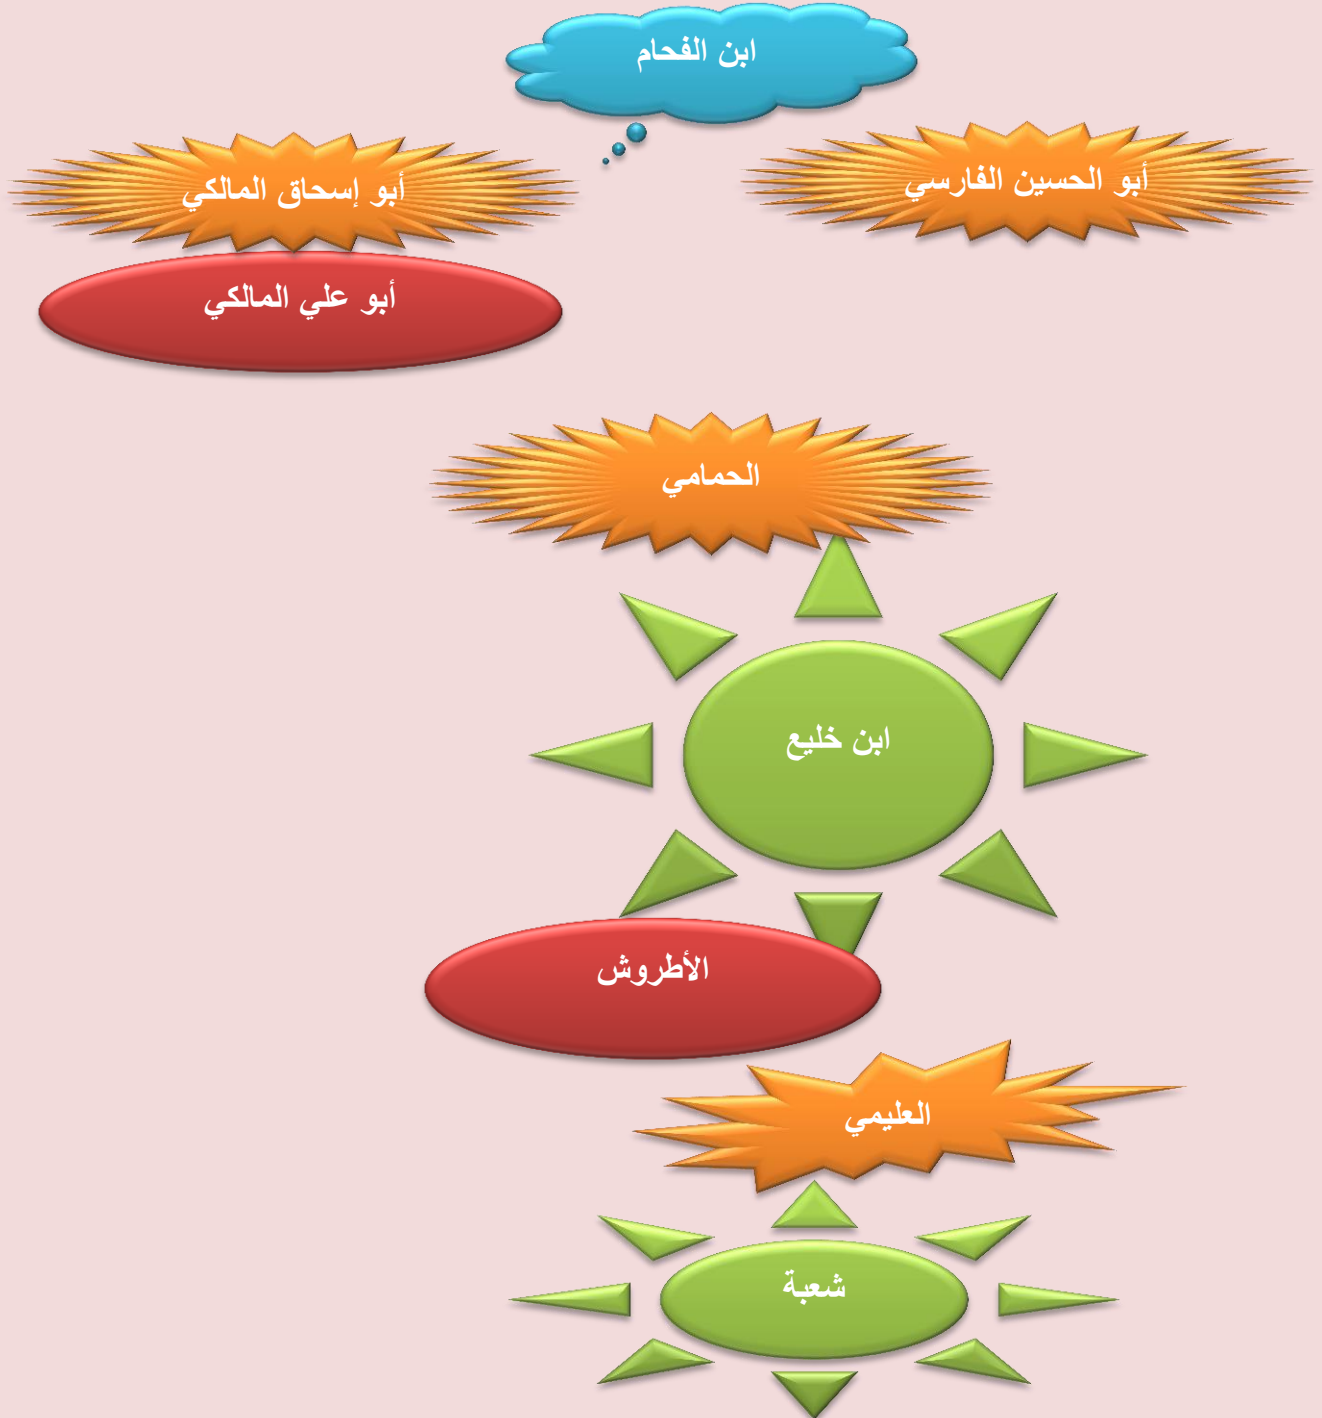 ابن الفحام
أبو الحسين الفارسي
أبو إسحاق المالكي
أبو علي المالكي
الحمامي
ابن خليع
الأطروش
العليمي
شعبة